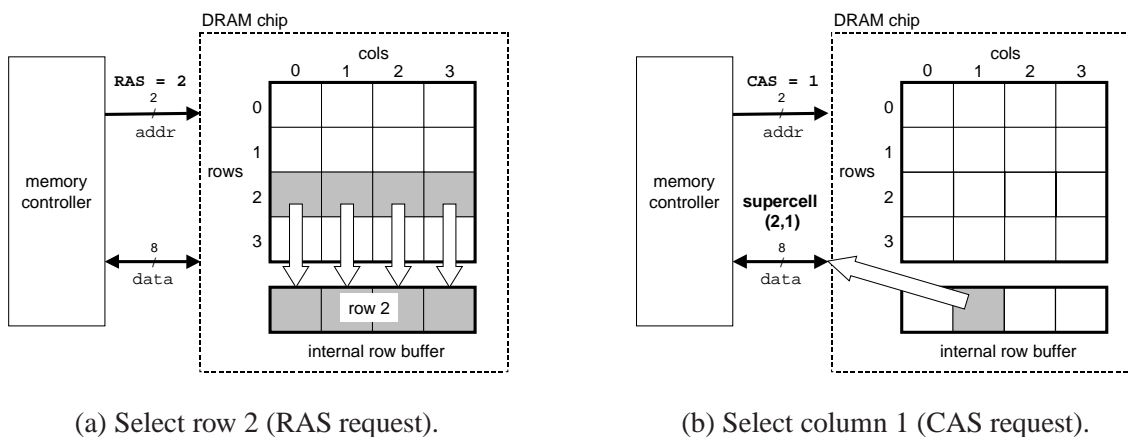 DRAM chip
cols
0 1 2 3
RAS = 2
2
addr
0
1
rows
2
3
memory
controller
8
data
row 2
internal row buffer
(a) Select row 2 (RAS request).
DRAM chip
cols
0 1 2 3
CAS = 1
2
addr
0
1
rows
2
3
memory
controller
supercell
(2,1)
8
data
internal row buffer
(b) Select column 1 (CAS request).